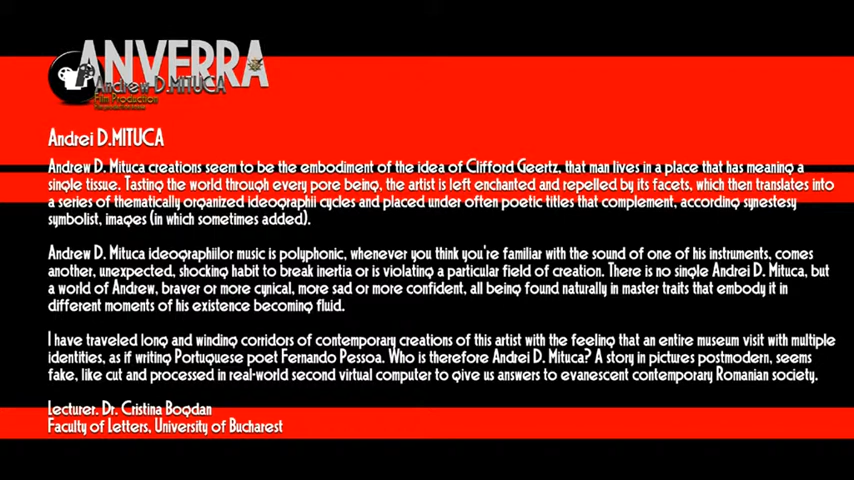 ANVERRA
Andrew D.MITUCA
Film Production
Andrei D.MITUCA
Andrew D. Mituca creations seem to be the embodiment of the idea of Clifford Geertz, that man lives in a place that has meaning a
single tissue. Tasting the world through every pore being, the artist is left enchanted and repelled by its facets, which then translates into
a series of thematically organized ideographii cycles and placed under often poetic titles that complement, according synestesy
symbolist, images (in which sometimes added).
Andrew D. Mituca ideographiilor music is polyphonic, whenever you think you're familiar with the sound of one of his instruments, comes
another, unexpected, shocking habit to break inertia or is violating a particular field of creation. There is no single Andrei D. Mituca, but
a world of Andrew, braver or more cynical, more sad or more confident, all being found naturally in master traits that embody it in
different moments of his existence becoming fluid.
I have traveled long and winding corridors of contemporary creations of this artist with the feeling that an entire museum visit with multiple
identities, as if writing Portuguese poet Fernando Pessoa. Who is therefore Andrei D. Mituca? A story in pictures postmodern, seems
fake, like cut and processed in real-world second virtual computer to give us answers to evanescent contemporary Romanian society.
Lecturer. Dr. Cristina Bogdan
Faculty of Letters, University of Bucharest